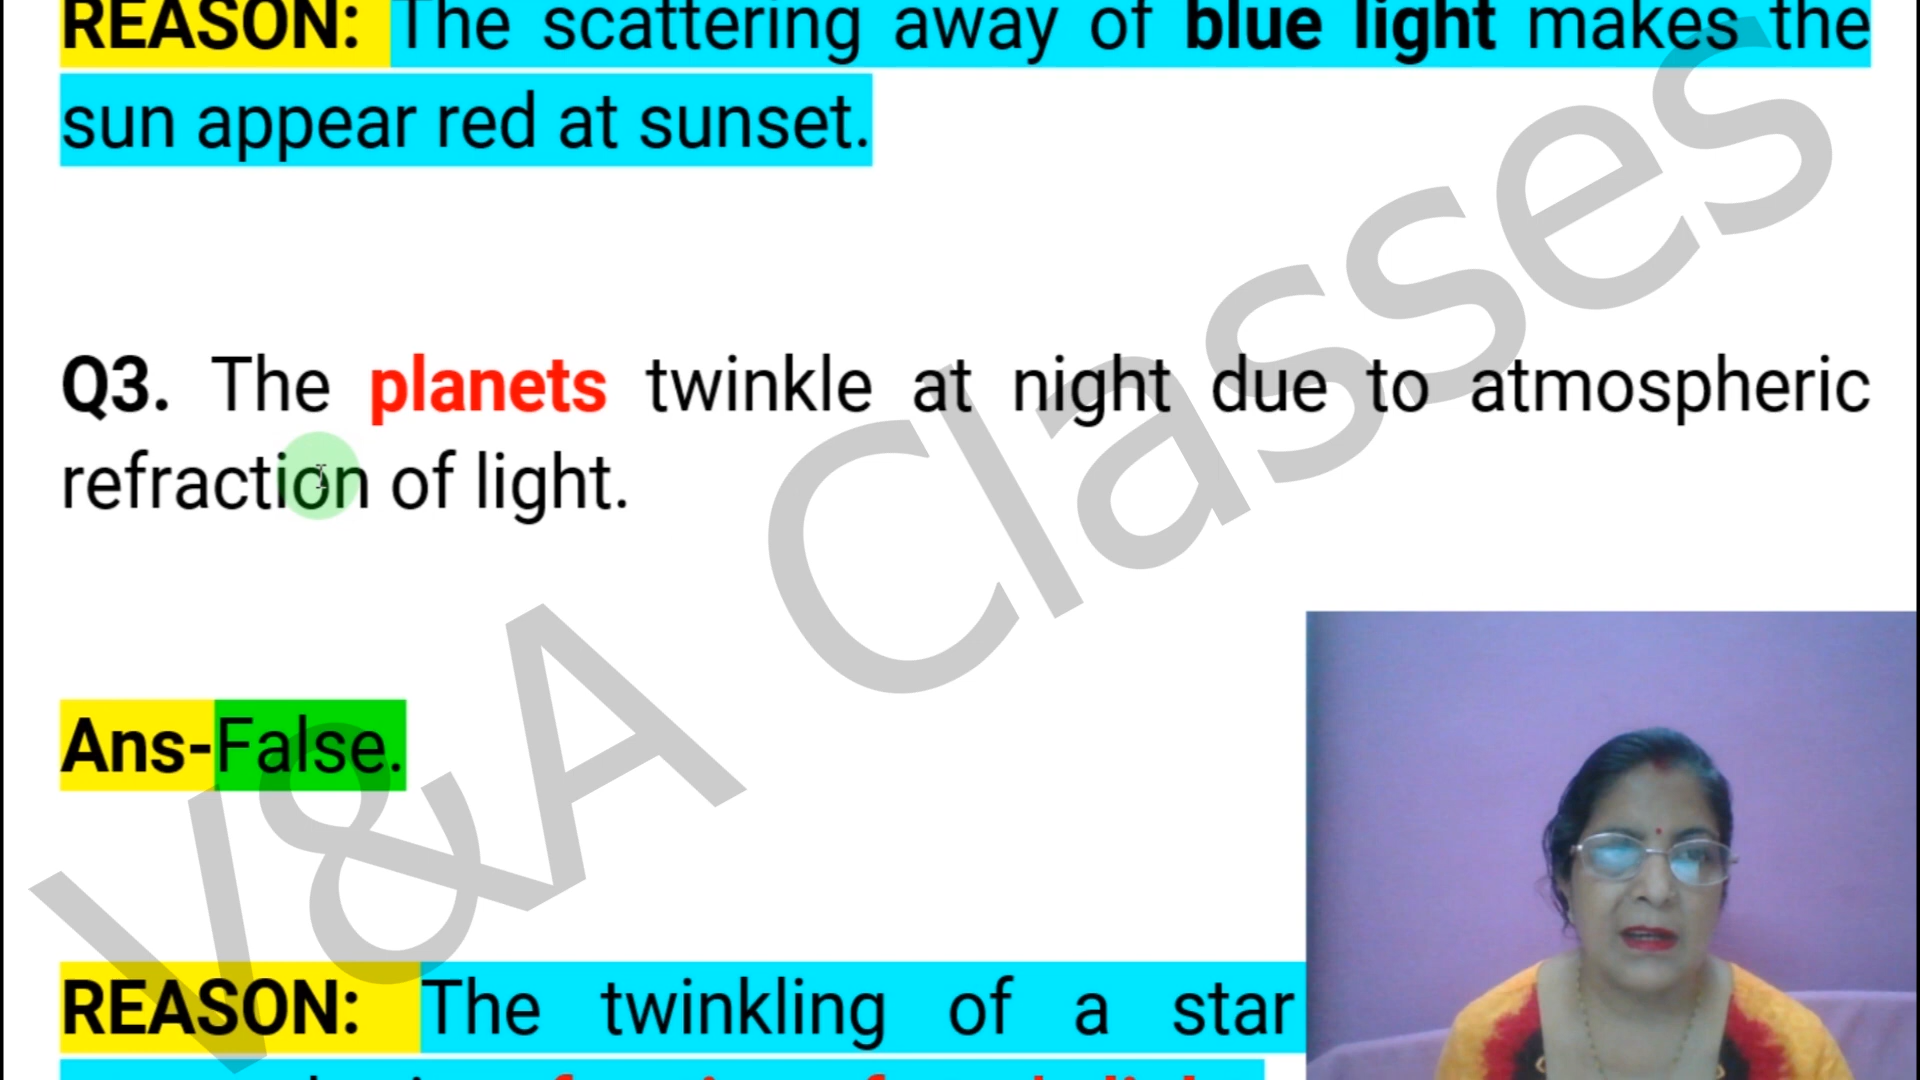 REASON: The scattering away of blue light makes the
sun appear red at sunset.
Q3. The planets twinkle at night due to atmospheric
refraction of light.
Ans-False.
REASON: The twinkling of a star
V&A Classes